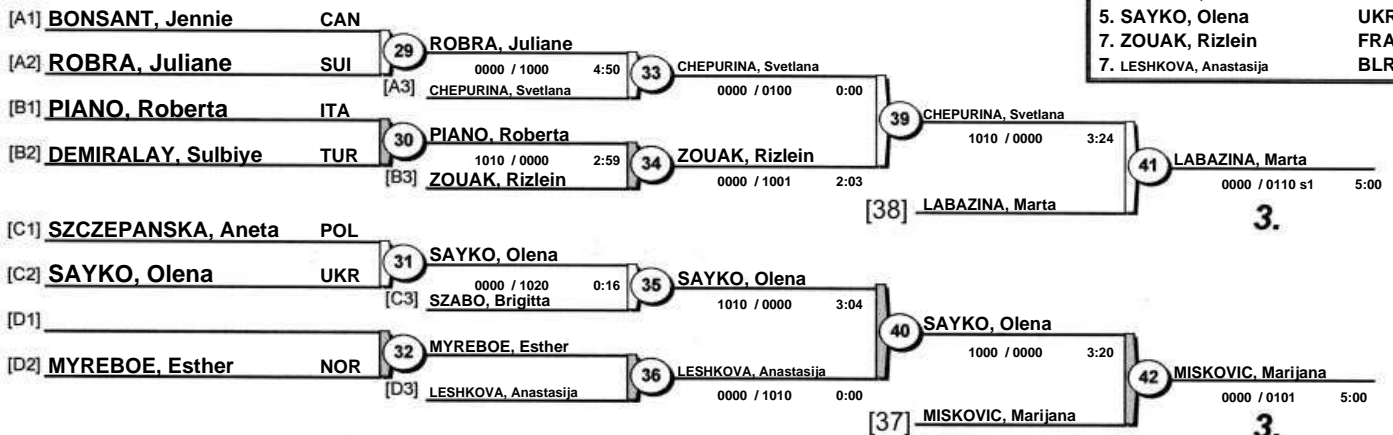 5. SAYKO, Olena UKR
7. ZOUAK, Rizlein FRA
7. LESHKOVA, Anastasija BLR
[A1] BONSANT, Jennie CAN
[A2] ROBRA, Juliane SUI
[B1] PIANO, Roberta ITA
[B2] DEMIRALAY, Sulbiye TUR
[C1] SZCZEPANSKA, Aneta POL
[C2] SAYKO, Olena UKR
[D1]
[D2] MYREBOE, Esther NOR
29
ROBRA, Juliane
0000 / 1000 4:50
[A3] CHEPURINA, Svetlana
30
PIANO, Roberta
1010 / 0000 2:59
[B3] ZOUAK, Rizlein
31
SAYKO, Olena
0000 / 1020 0:16
[C3] SZABO, Brigitta
32
MYREBOE, Esther
[D3] LESHKOVA, Anastasija
33
CHEPURINA, Svetlana
0000 / 0100 0:00
34
ZOUAK, Rizlein
0000 / 1001 2:03
35
SAYKO, Olena
1010 / 0000 3:04
36
LESHKOVA, Anastasija
0000 / 1010 0:00
39
CHEPURINA, Svetlana
1010 / 0000 3:24
[38] LABAZINA, Marta
40
SAYKO, Olena
1000 / 0000 3:20
[37] MISKOVIC, Marijana
41
LABAZINA, Marta
0000 / 0110 s1 5:00
3.
42
MISKOVIC, Marijana
0000 / 0101 5:00
3.